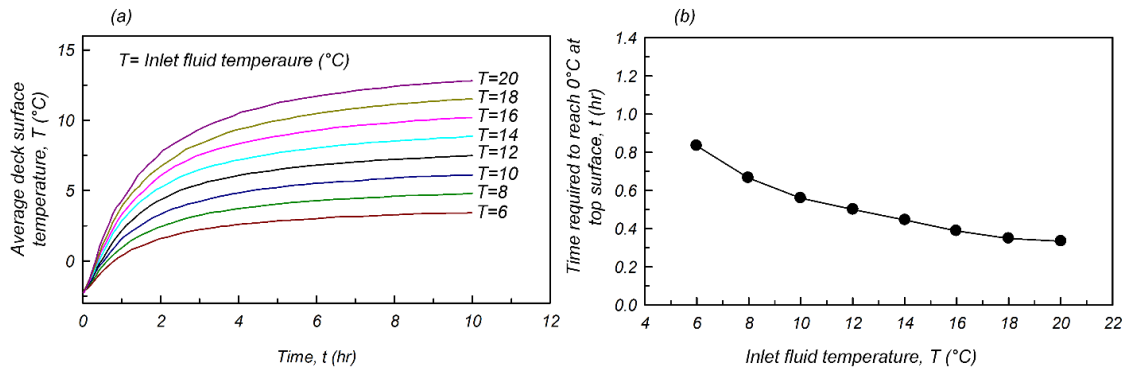 (a)
T= Inlet fluid temperaure (°C)
Average deck surface
temperature, T (°C)
15
10
5
0
T=20
T=18
T=16
T=14
T=12
T=10
T=8
T=6
0 2 4 6 8 10 12
Time, t (hr)
(b)
Time required to reach 0°C at
top surface, t (hr)
1.4
1.2
1.0
0.8
0.6
0.4
0.2
0.0
4 6 8 10 12 14 16 18 20 22
Inlet fluid temperature, T (°C)